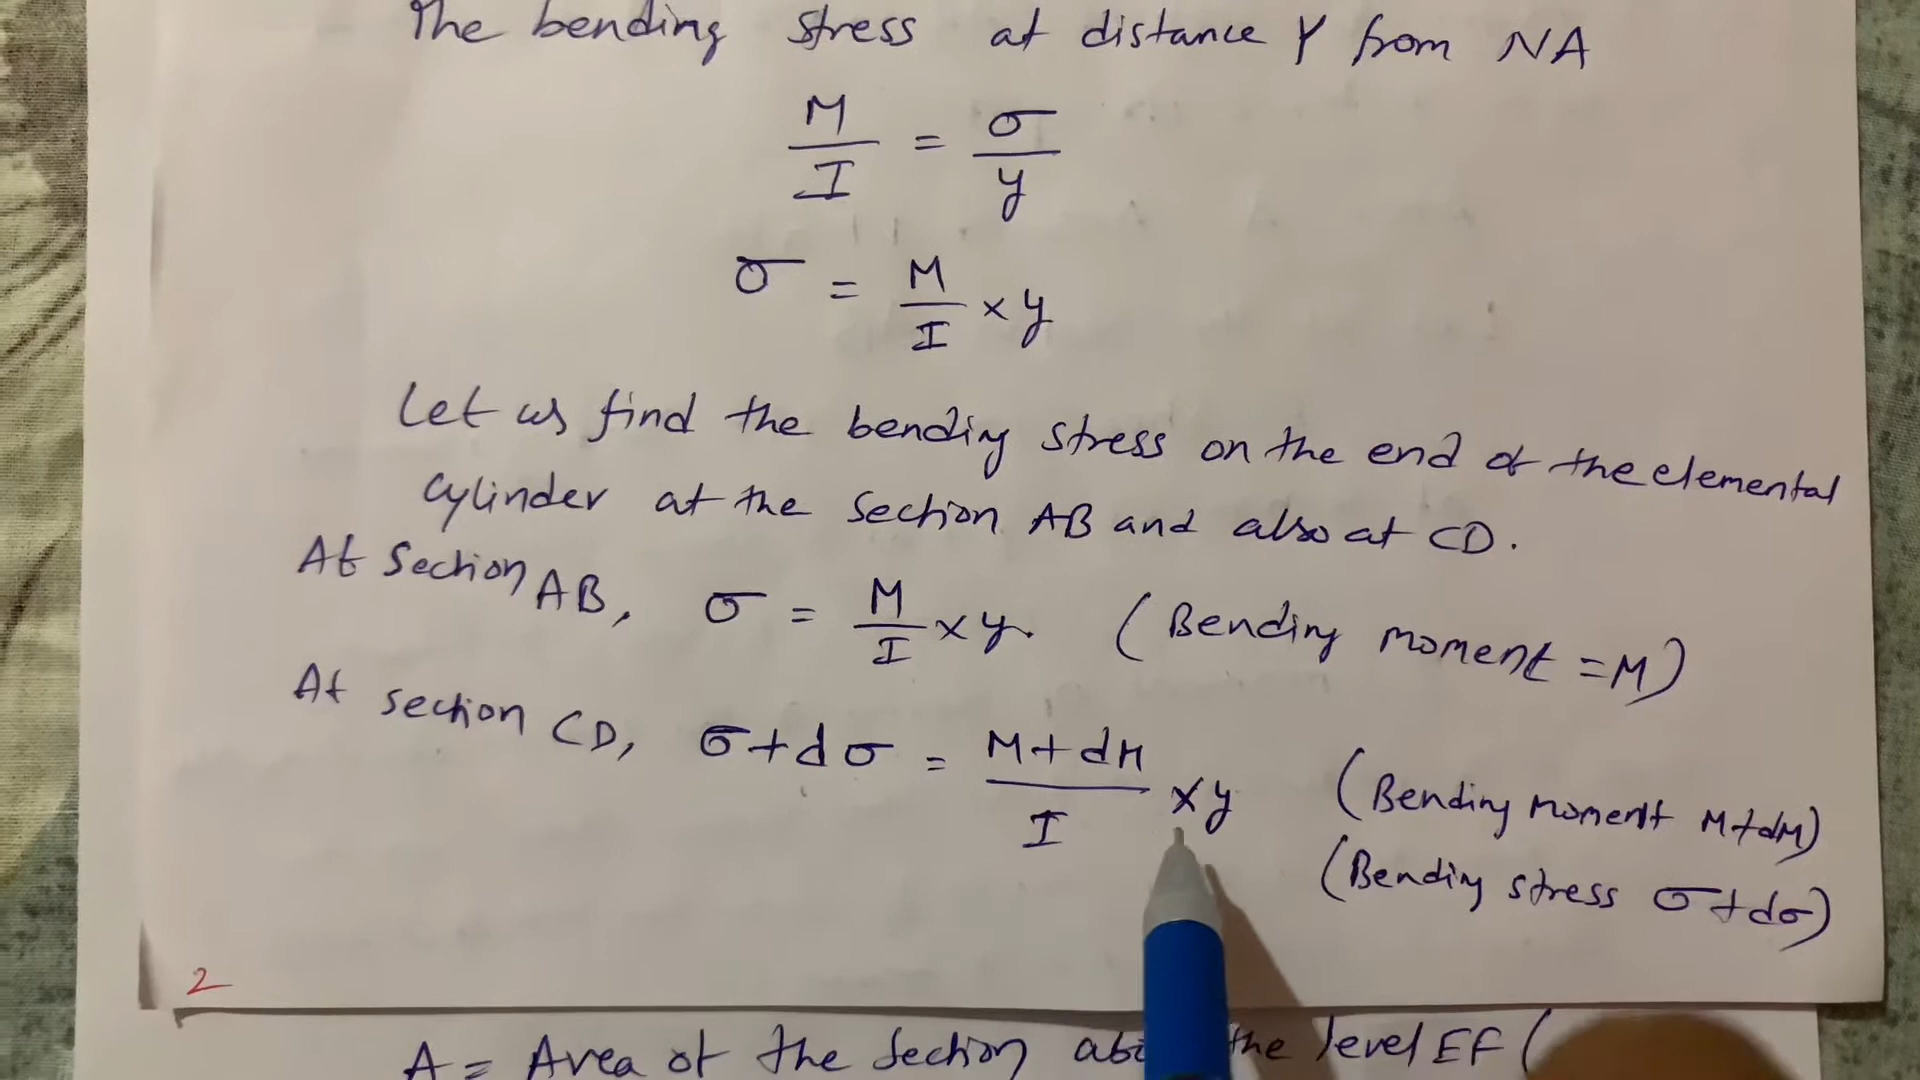 The bending stress at distance Y from NA
M/I = σ/y
σ = M/I × y
Let us find the bending stress on the end of the elemental
cylinder at the section AB and also at CD.
At Section AB, σ = M/I × y. (Bending moment = M)
At section CD, σ+dσ = M+dM/I × y (Bending moment M+dM)
(Bending stress σ+dσ)
2
A = Area of the section the level EF (